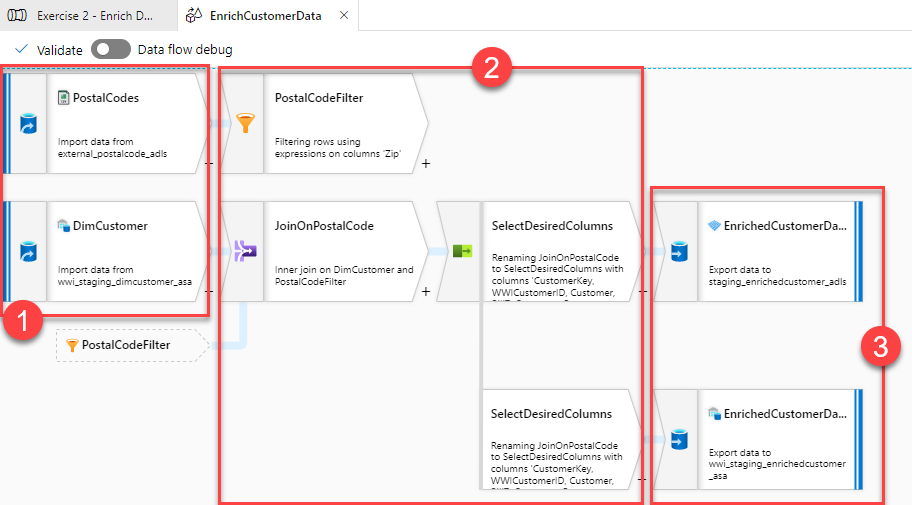 Exercise 2 - Enrich D...
EnrichCustomerData
Validate
Data flow debug
2
PostalCodes
Import data from
external_postalcode_adls
+
PostalCodeFilter
Filtering rows using
expressions on columns 'Zip'
+
DimCustomer
Import data from
wwi_staging_dimcustomer_asa
JoinOnPostalCode
Inner join on DimCustomer and
PostalCodeFilter
+
SelectDesiredColumns
Renaming JoinOnPostalCode
to SelectDesiredColumns with
columns 'CustomerKey,
WWICustomerID, Customer,
EnrichedCustomerDa...
Export data to
staging_enrichedcustomer_adls
1
PostalCodeFilter
3
SelectDesiredColumns
Renaming JoinOnPostalCode
to SelectDesiredColumns with
columns 'CustomerKey,
WWICustomerID, Customer,
EnrichedCustomerDa...
Export data to
wwi_staging_enrichedcustomer
_asa